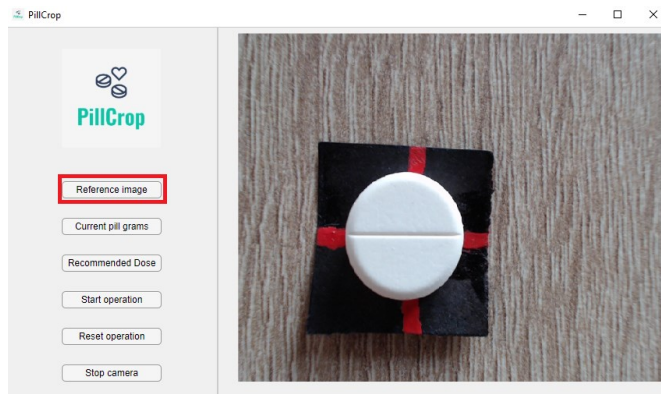 PillCrop
PillCrop
Reference image
Current pill grams
Recommended Dose
Start operation
Reset operation
Stop camera